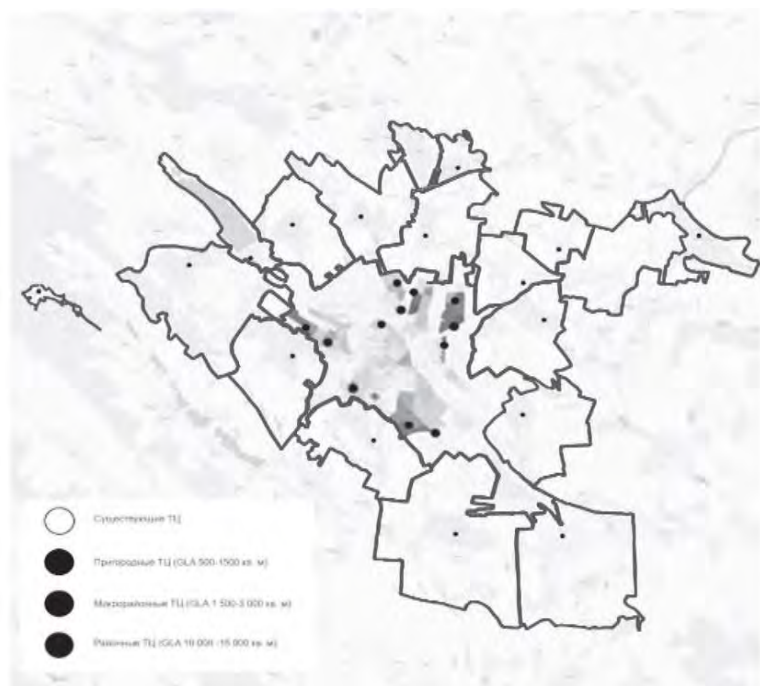 Существующие ТЦ
Пригородные ТЦ (GLA 500-1500 кв. м)
Микрорайонные ТЦ (GLA 1 500-3 000 кв. м)
Районные ТЦ (GLA 10 000 -15 000 кв. м)